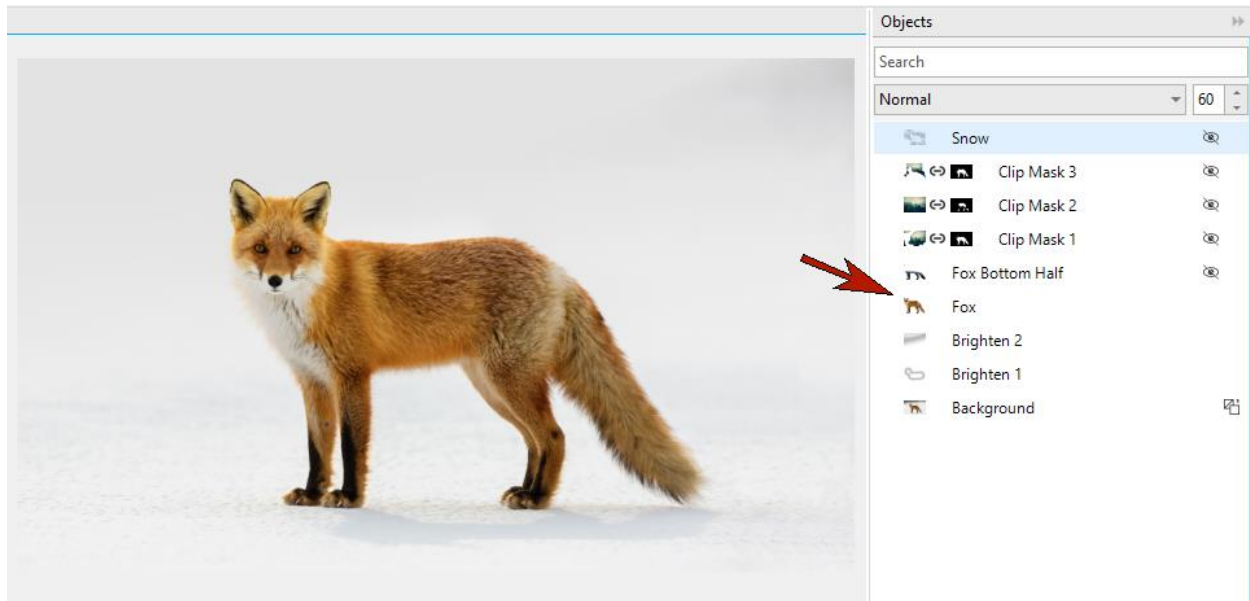 Objects
Search
Normal 60
Snow
Clip Mask 3
Clip Mask 2
Clip Mask 1
Fox Bottom Half
Fox
Brighten 2
Brighten 1
Background